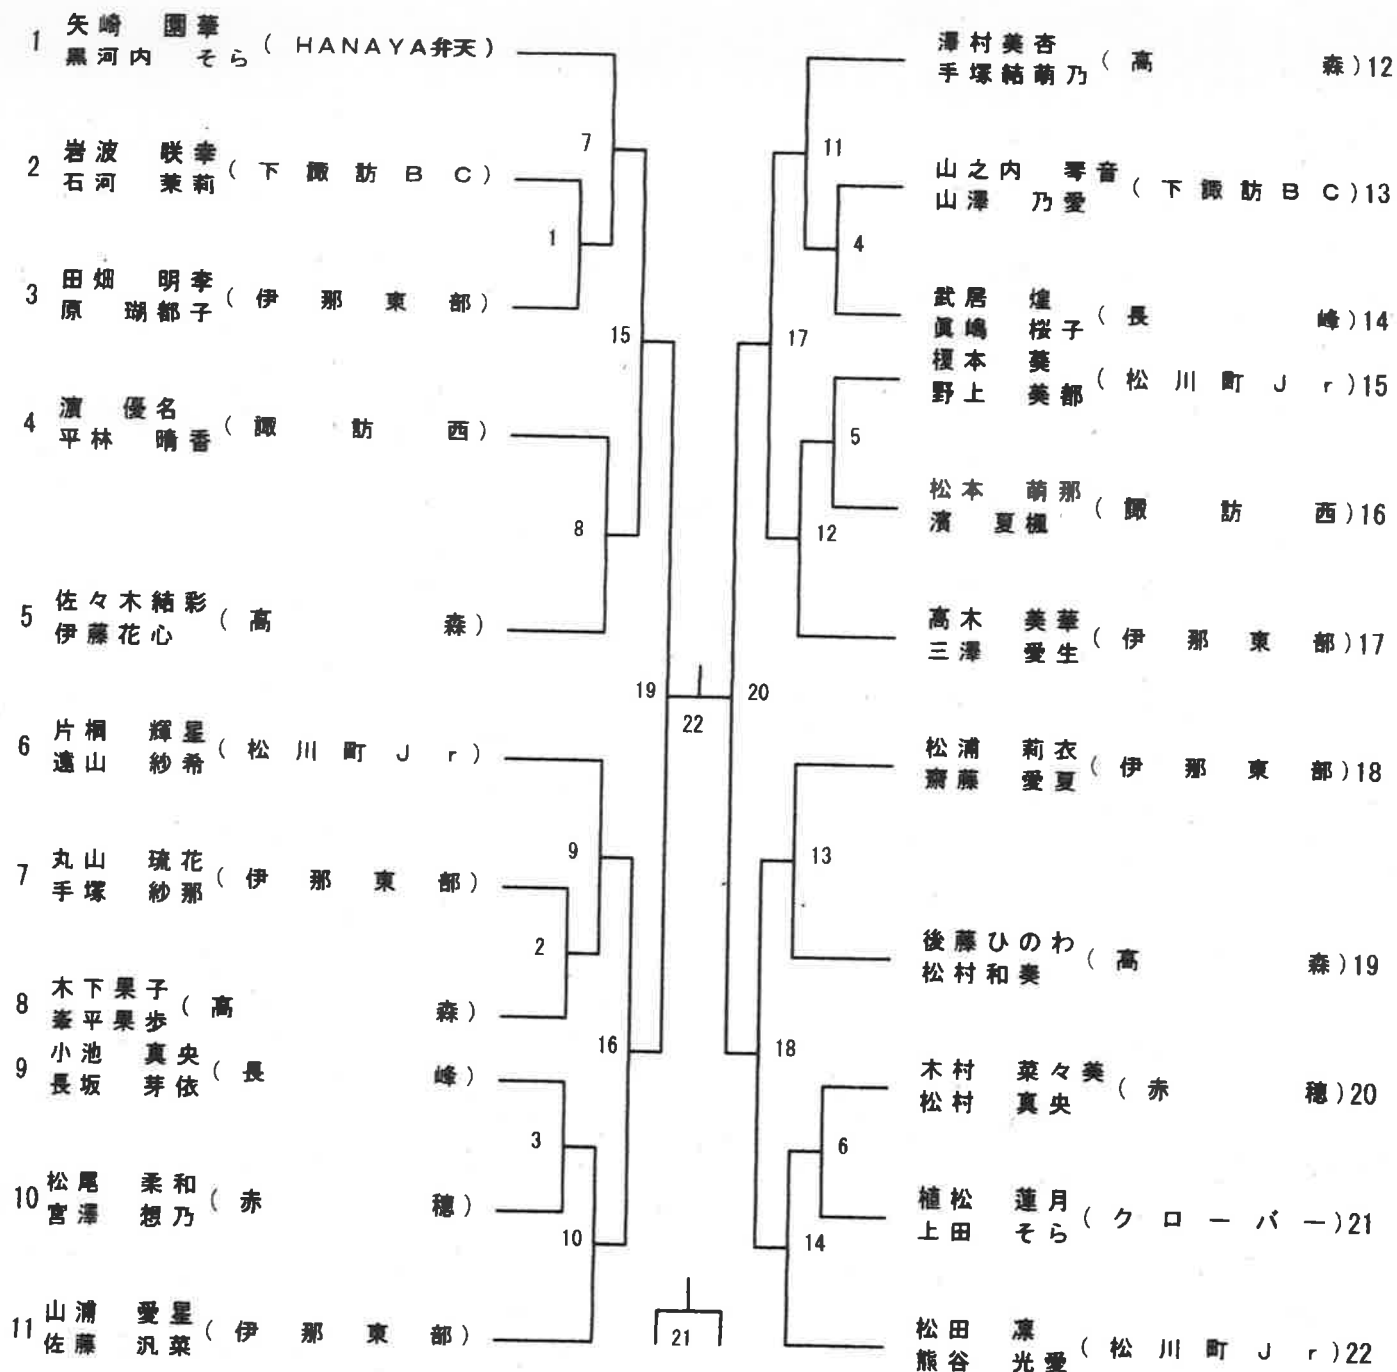 1 矢崎 園華
黒河内 そら (HANAYA弁天)
2 岩波 咲幸
石河 茉莉 (下諏訪BC)
3 田畑 明李
原 瑚都子 (伊那東部)
4 濵 優名
平林 晴香 (諏訪西)
5 佐々木結彩
伊藤花心 (高森)
6 片桐 輝星
遠山 紗希 (松川町Jr)
7 丸山 琉花
手塚 紗那 (伊那東部)
8 木下果子
峯平果歩 (高森)
9 小池 真央
長坂 芽依 (長峰)
10 松尾 柔和
宮澤 想乃 (赤穂)
11 山浦 愛星
佐藤 汎菜 (伊那東部)
7
1
15
8
19
9
2
16
3
10
22
21
11
4
17
5
12
20
13
18
6
14
澤村美杏
手塚結萌乃 (高森) 12
山之内 琴音
山澤 乃愛 (下諏訪BC) 13
武居 煌
眞嶋 桜子 (長峰) 14
榎本 葵
野上 美都 (松川町Jr) 15
松本 萌那
濱 夏楓 (諏訪西) 16
高木 美華
三澤 愛生 (伊那東部) 17
松浦 莉衣
齋藤 愛夏 (伊那東部) 18
後藤ひのわ
松村和奏 (高森) 19
木村 菜々美
松村 真央 (赤穂) 20
植松 蓮月
上田 そら (クローバー) 21
松田 凛
熊谷 光愛 (松川町Jr) 22